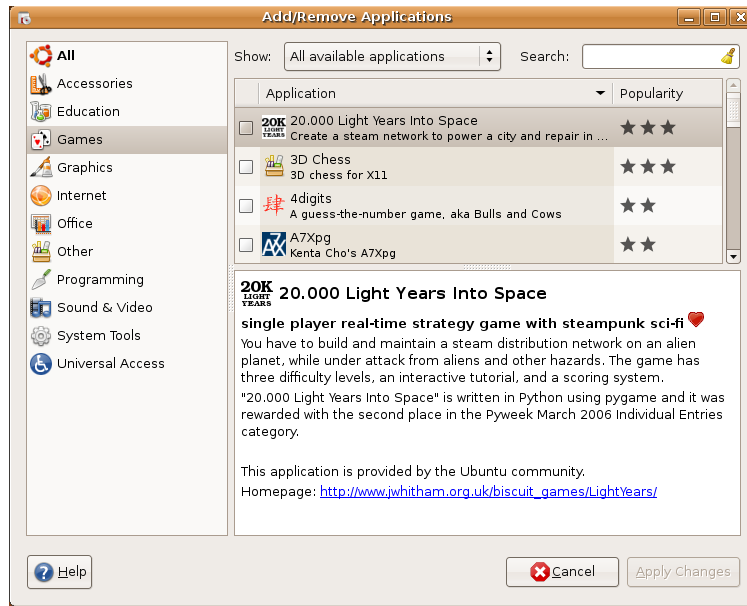 Add/Remove Applications
All
Accessories
Education
Games
Graphics
Internet
Office
Other
Programming
Sound & Video
System Tools
Universal Access
Show: All available applications Search:
Application Popularity
20K LIGHT YEARS
20.000 Light Years Into Space
Create a steam network to power a city and repair in ...
3D Chess
3D chess for X11
肆
4digits
A guess-the-number game, aka Bulls and Cows
A7X
A7Xpg
Kenta Cho's A7Xpg
20K
LIGHT
YEARS
20.000 Light Years Into Space
single player real-time strategy game with steampunk sci-fi
You have to build and maintain a steam distribution network on an alien
planet, while under attack from aliens and other hazards. The game has
three difficulty levels, an interactive tutorial, and a scoring system.
"20.000 Light Years Into Space" is written in Python using pygame and it was
rewarded with the second place in the Pyweek March 2006 Individual Entries
category.
This application is provided by the Ubuntu community.
Homepage: http://www.jwhitham.org.uk/biscuit_games/LightYears/
Help
Cancel
Apply Changes